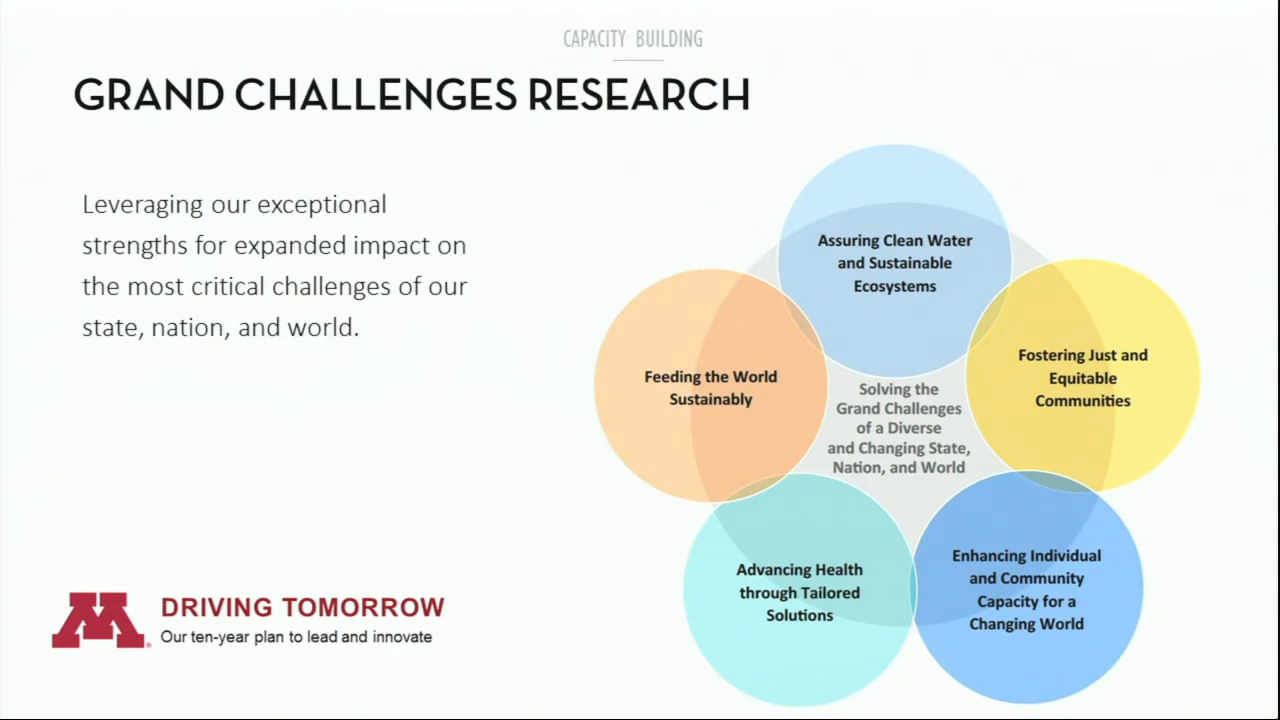 CAPACITY BUILDING
GRAND CHALLENGES RESEARCH
Leveraging our exceptional
strengths for expanded impact on
the most critical challenges of our
state, nation, and world.
Assuring Clean Water
and Sustainable
Ecosystems
Fostering Just and
Equitable
Communities
Feeding the World
Sustainably
Solving the
Grand Challenges
of a Diverse
and Changing State,
Nation, and World
Enhancing Individual
and Community
Capacity for a
Changing World
Advancing Health
through Tailored
Solutions
M
DRIVING TOMORROW
Our ten-year plan to lead and innovate